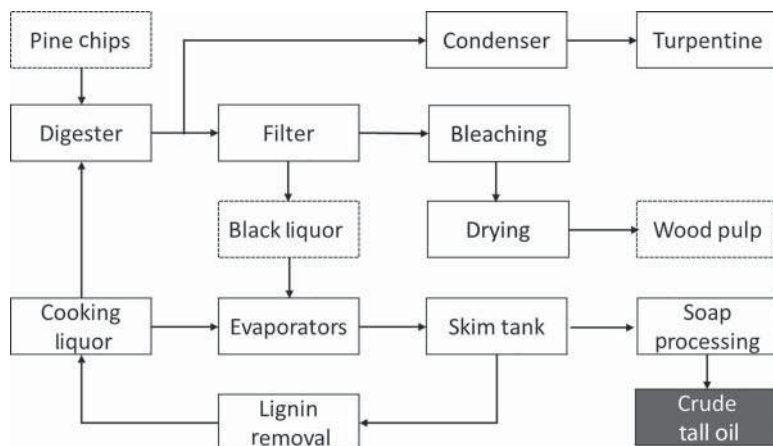 Pine chips
Condenser
Turpentine
Digester
Filter
Bleaching
Black liquor
Drying
Wood pulp
Cooking
liquor
Evaporators
Skim tank
Soap
processing
Lignin
removal
Crude
tall oil